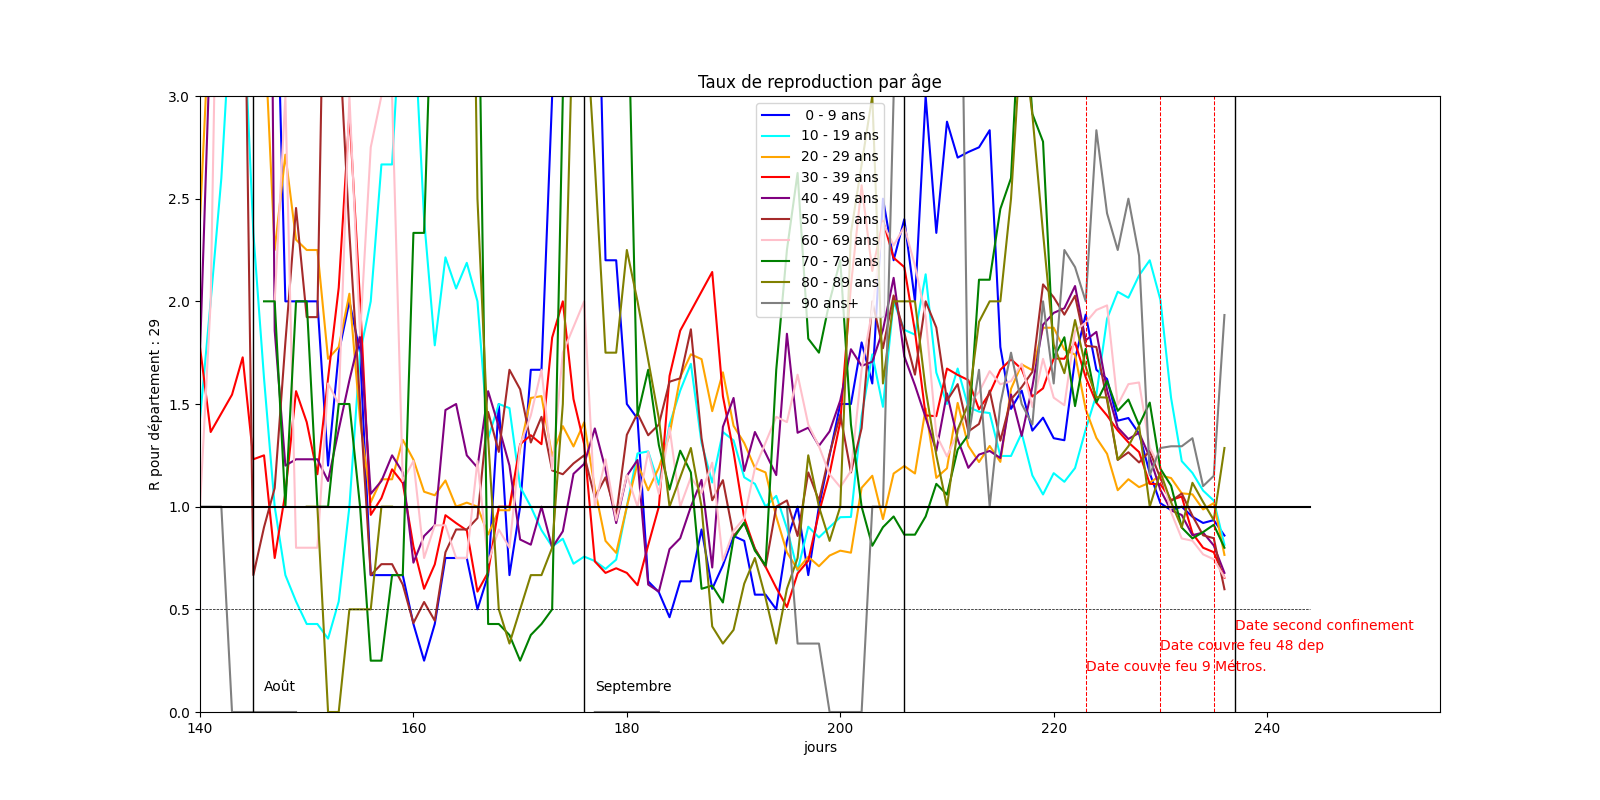 Taux de reproduction par âge
R pour département : 29
3.0
2.5
2.0
1.5
1.0
0.5
0.0
0 - 9 ans
10 - 19 ans
20 - 29 ans
30 - 39 ans
40 - 49 ans
50 - 59 ans
60 - 69 ans
70 - 79 ans
80 - 89 ans
90 ans+
Date second confinement
Date couvre feu 48 dep
Date couvre feu 9 Métros.
Août
Septembre
140
160
180
200
220
240
jours